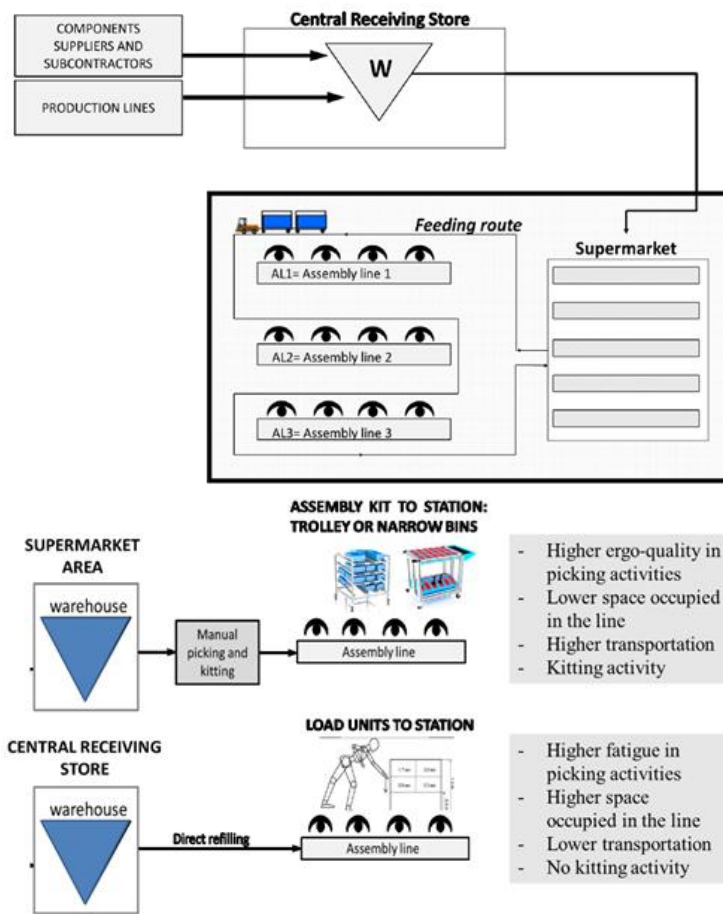 Central Receiving Store
COMPONENTS
SUPPLIERS AND
SUBCONTRACTORS
W
PRODUCTION LINES
Feeding route
Supermarket
AL1= Assembly line 1
AL2= Assembly line 2
AL3= Assembly line 3
ASSEMBLY KIT TO STATION:
TROLLEY OR NARROW BINS
SUPERMARKET
AREA
warehouse
Manual
picking and
kitting
Assembly line
- Higher ergo-quality in
picking activities
- Lower space occupied
in the line
- Higher transportation
- Kitting activity
LOAD UNITS TO STATION
CENTRAL RECEIVING
STORE
warehouse
Direct refilling
Assembly line
- Higher fatigue in
picking activities
- Higher space
occupied in the line
- Lower transportation
- No kitting activity